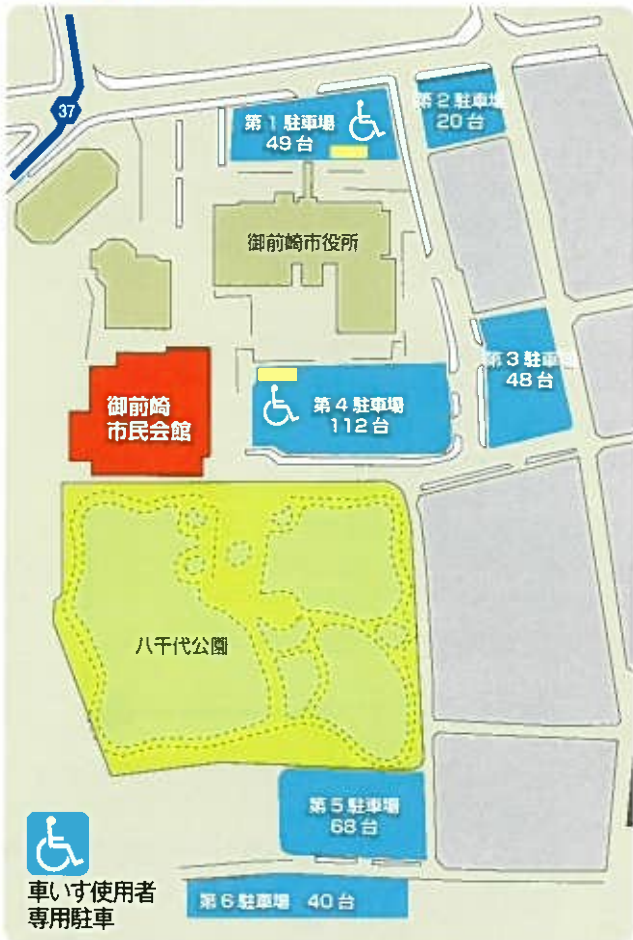 37
第1駐車場
49台
第2駐車場
20台
御前崎市役所
第3駐車場
48台
御前崎
市民会館
第4駐車場
112台
八千代公園
第5駐車場
68台
第6駐車場 40台
車いす使用者
専用駐車